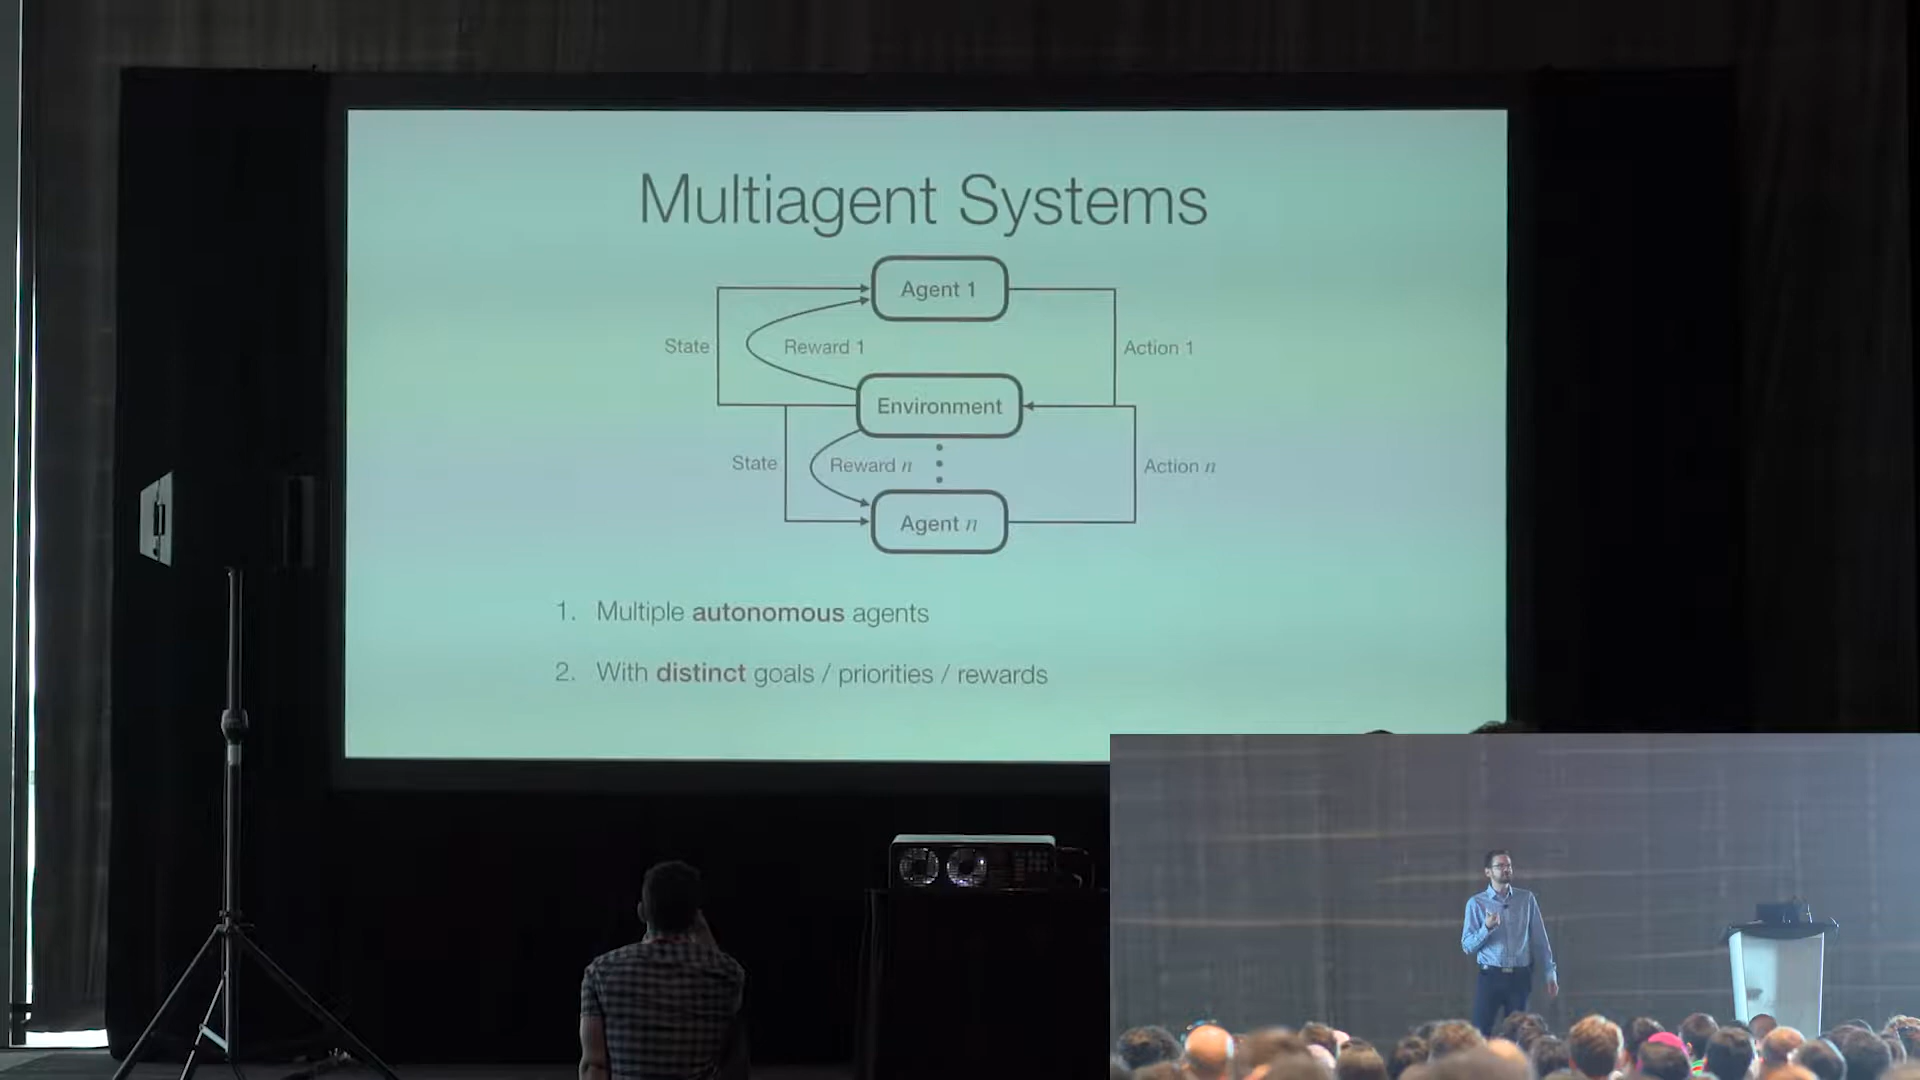 Multiagent Systems
Agent 1
State
Reward 1
Action 1
Environment
State
Reward n
Action n
Agent n
1. Multiple autonomous agents
2. With distinct goals / priorities / rewards